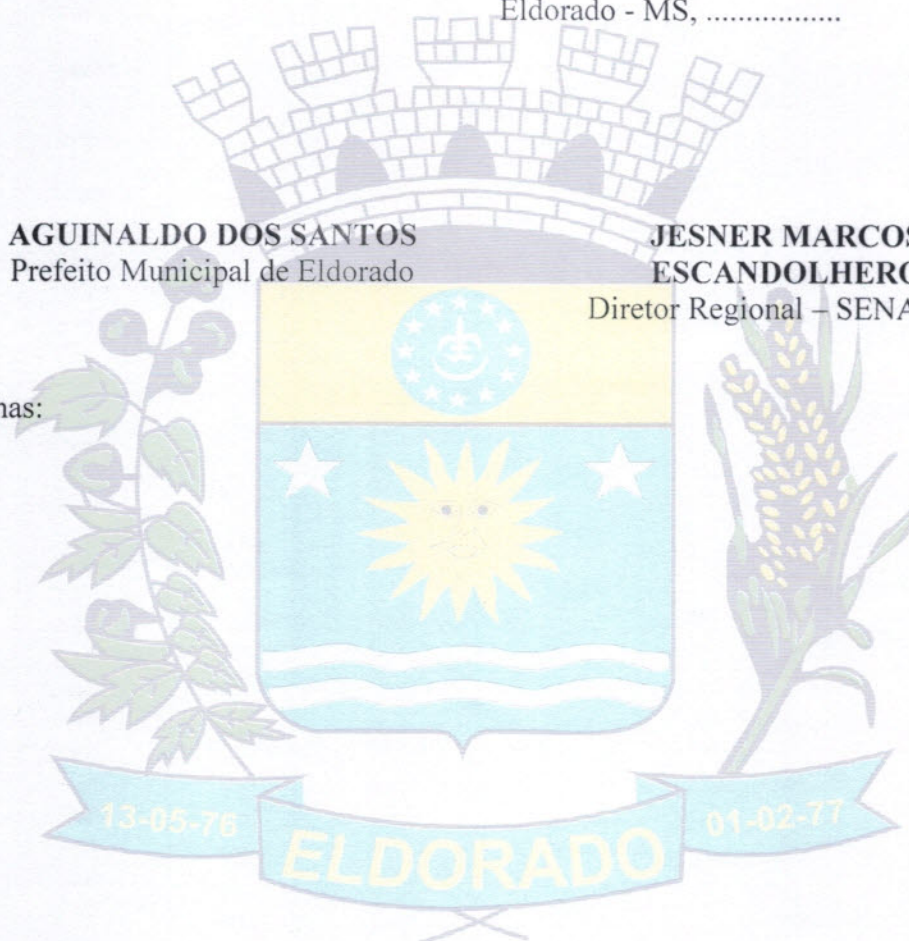 Eldorado - MS, .................
AGUINALDO DOS SANTOS
Prefeito Municipal de Eldorado
JESNER MARCOS
ESCANDOLHERO
Diretor Regional – SENA
nas:
13-05-76
ELDORADO
01-02-77